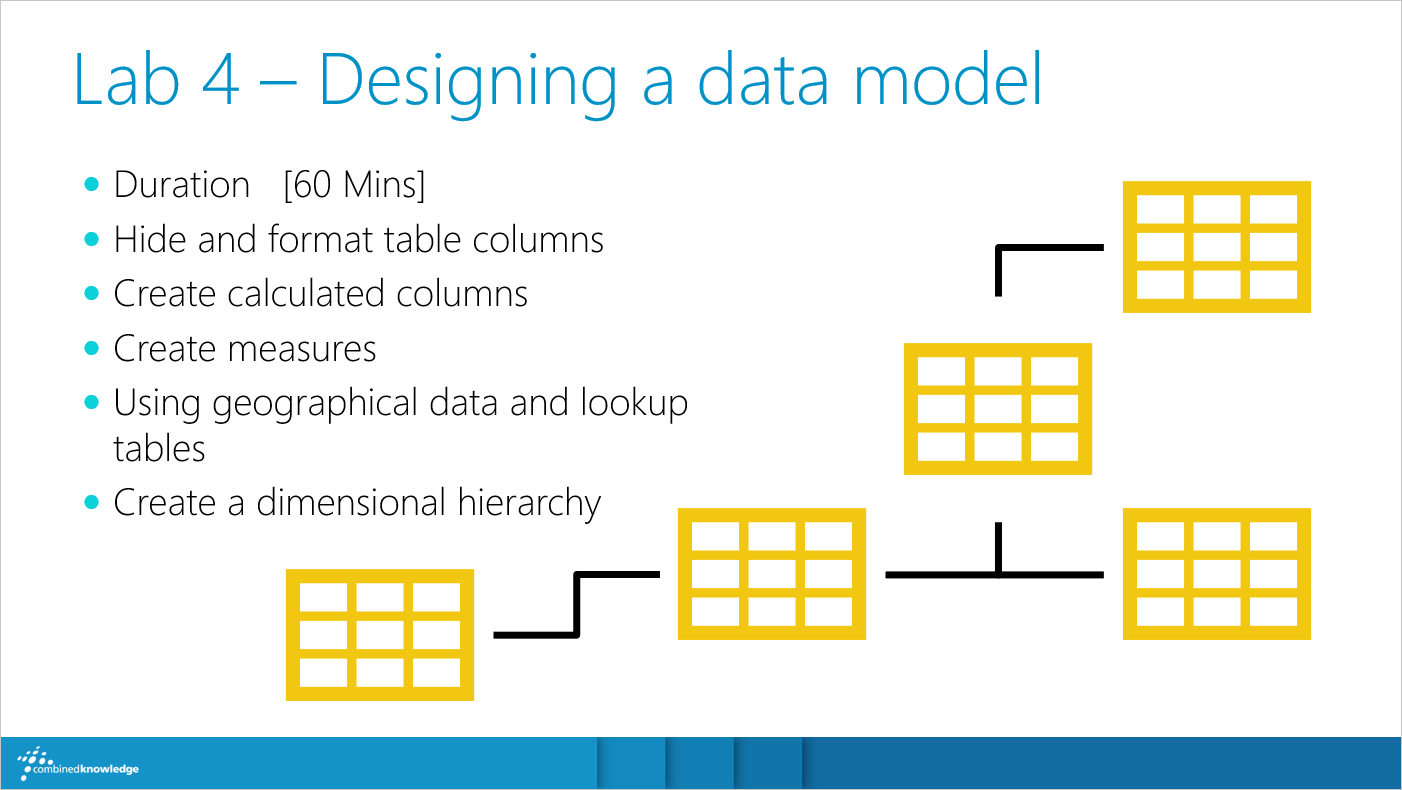 Lab 4 – Designing a data model
Duration [60 Mins]
Hide and format table columns
Create calculated columns
Create measures
Using geographical data and lookup
tables
Create a dimensional hierarchy
combinedknowledge